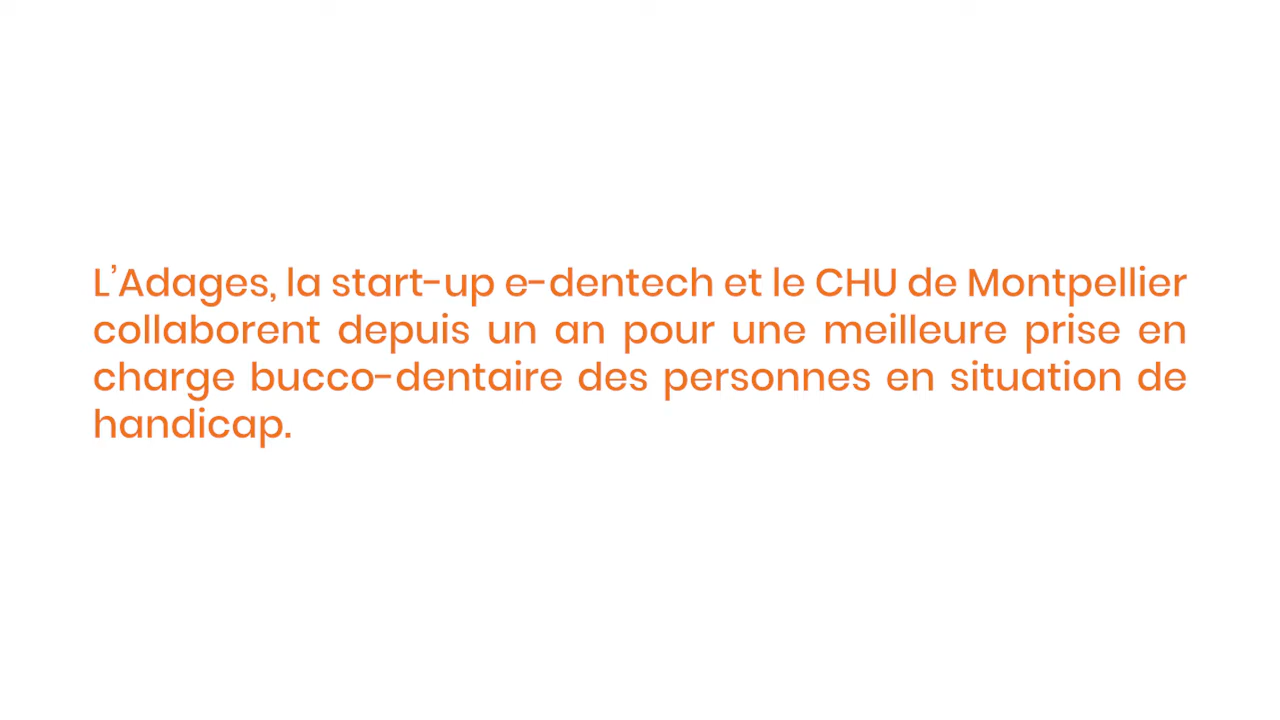 L’Adages, la start-up e-dentech et le CHU de Montpellier
collaborent depuis un an pour une meilleure prise en
charge bucco-dentaire des personnes en situation de
handicap.